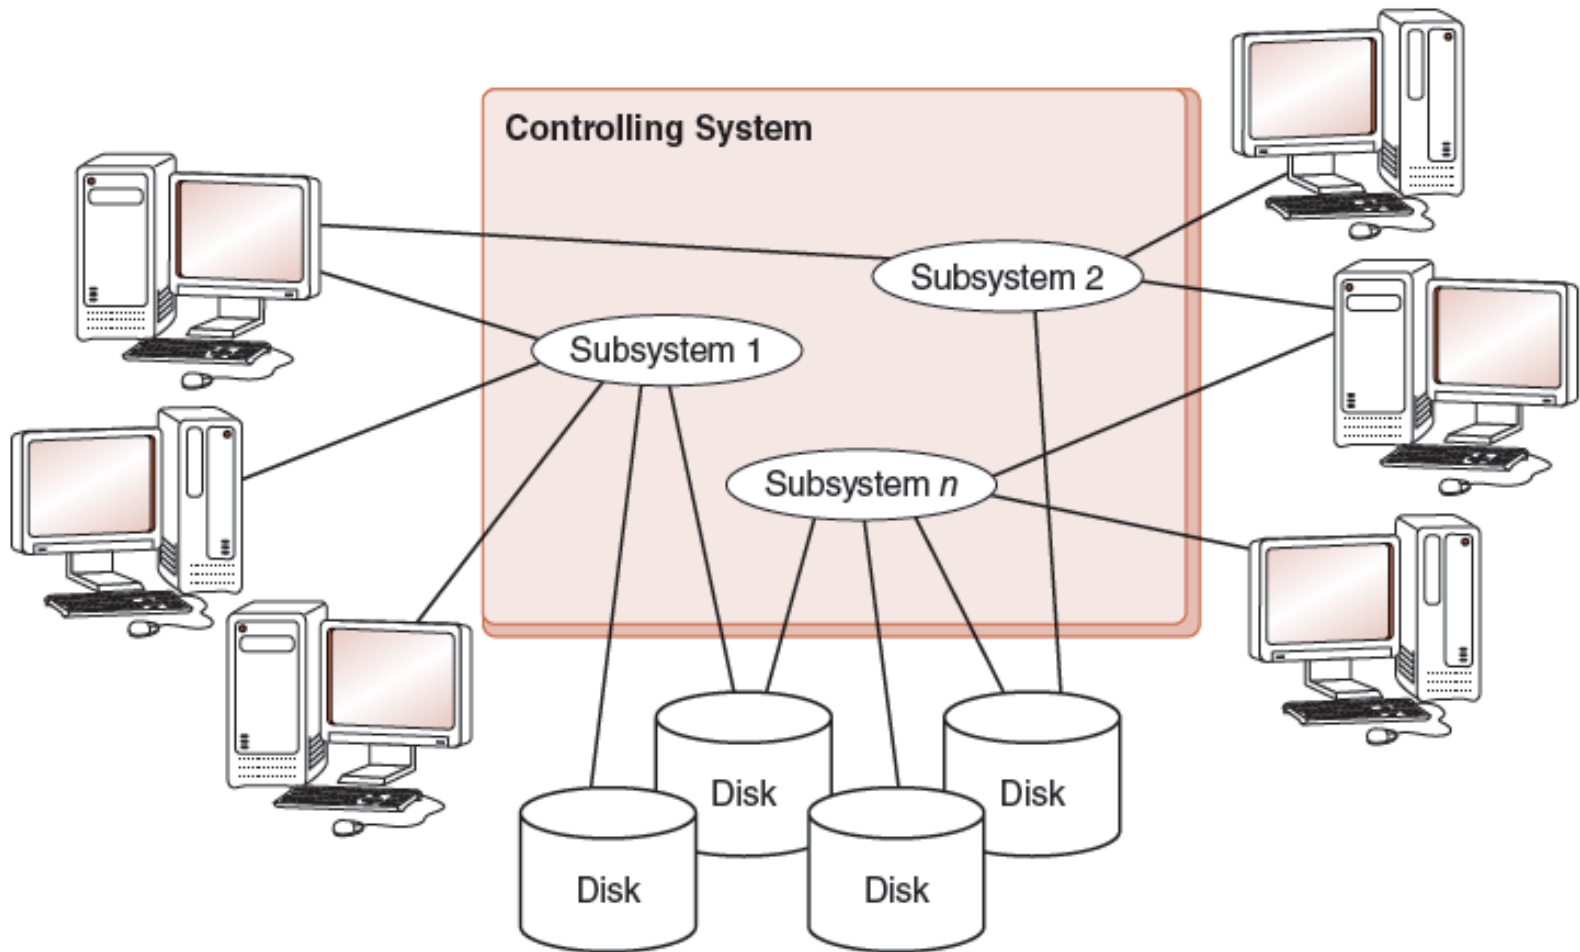 Controlling System
Subsystem 2
Subsystem 1
Subsystem n
Disk
Disk
Disk
Disk